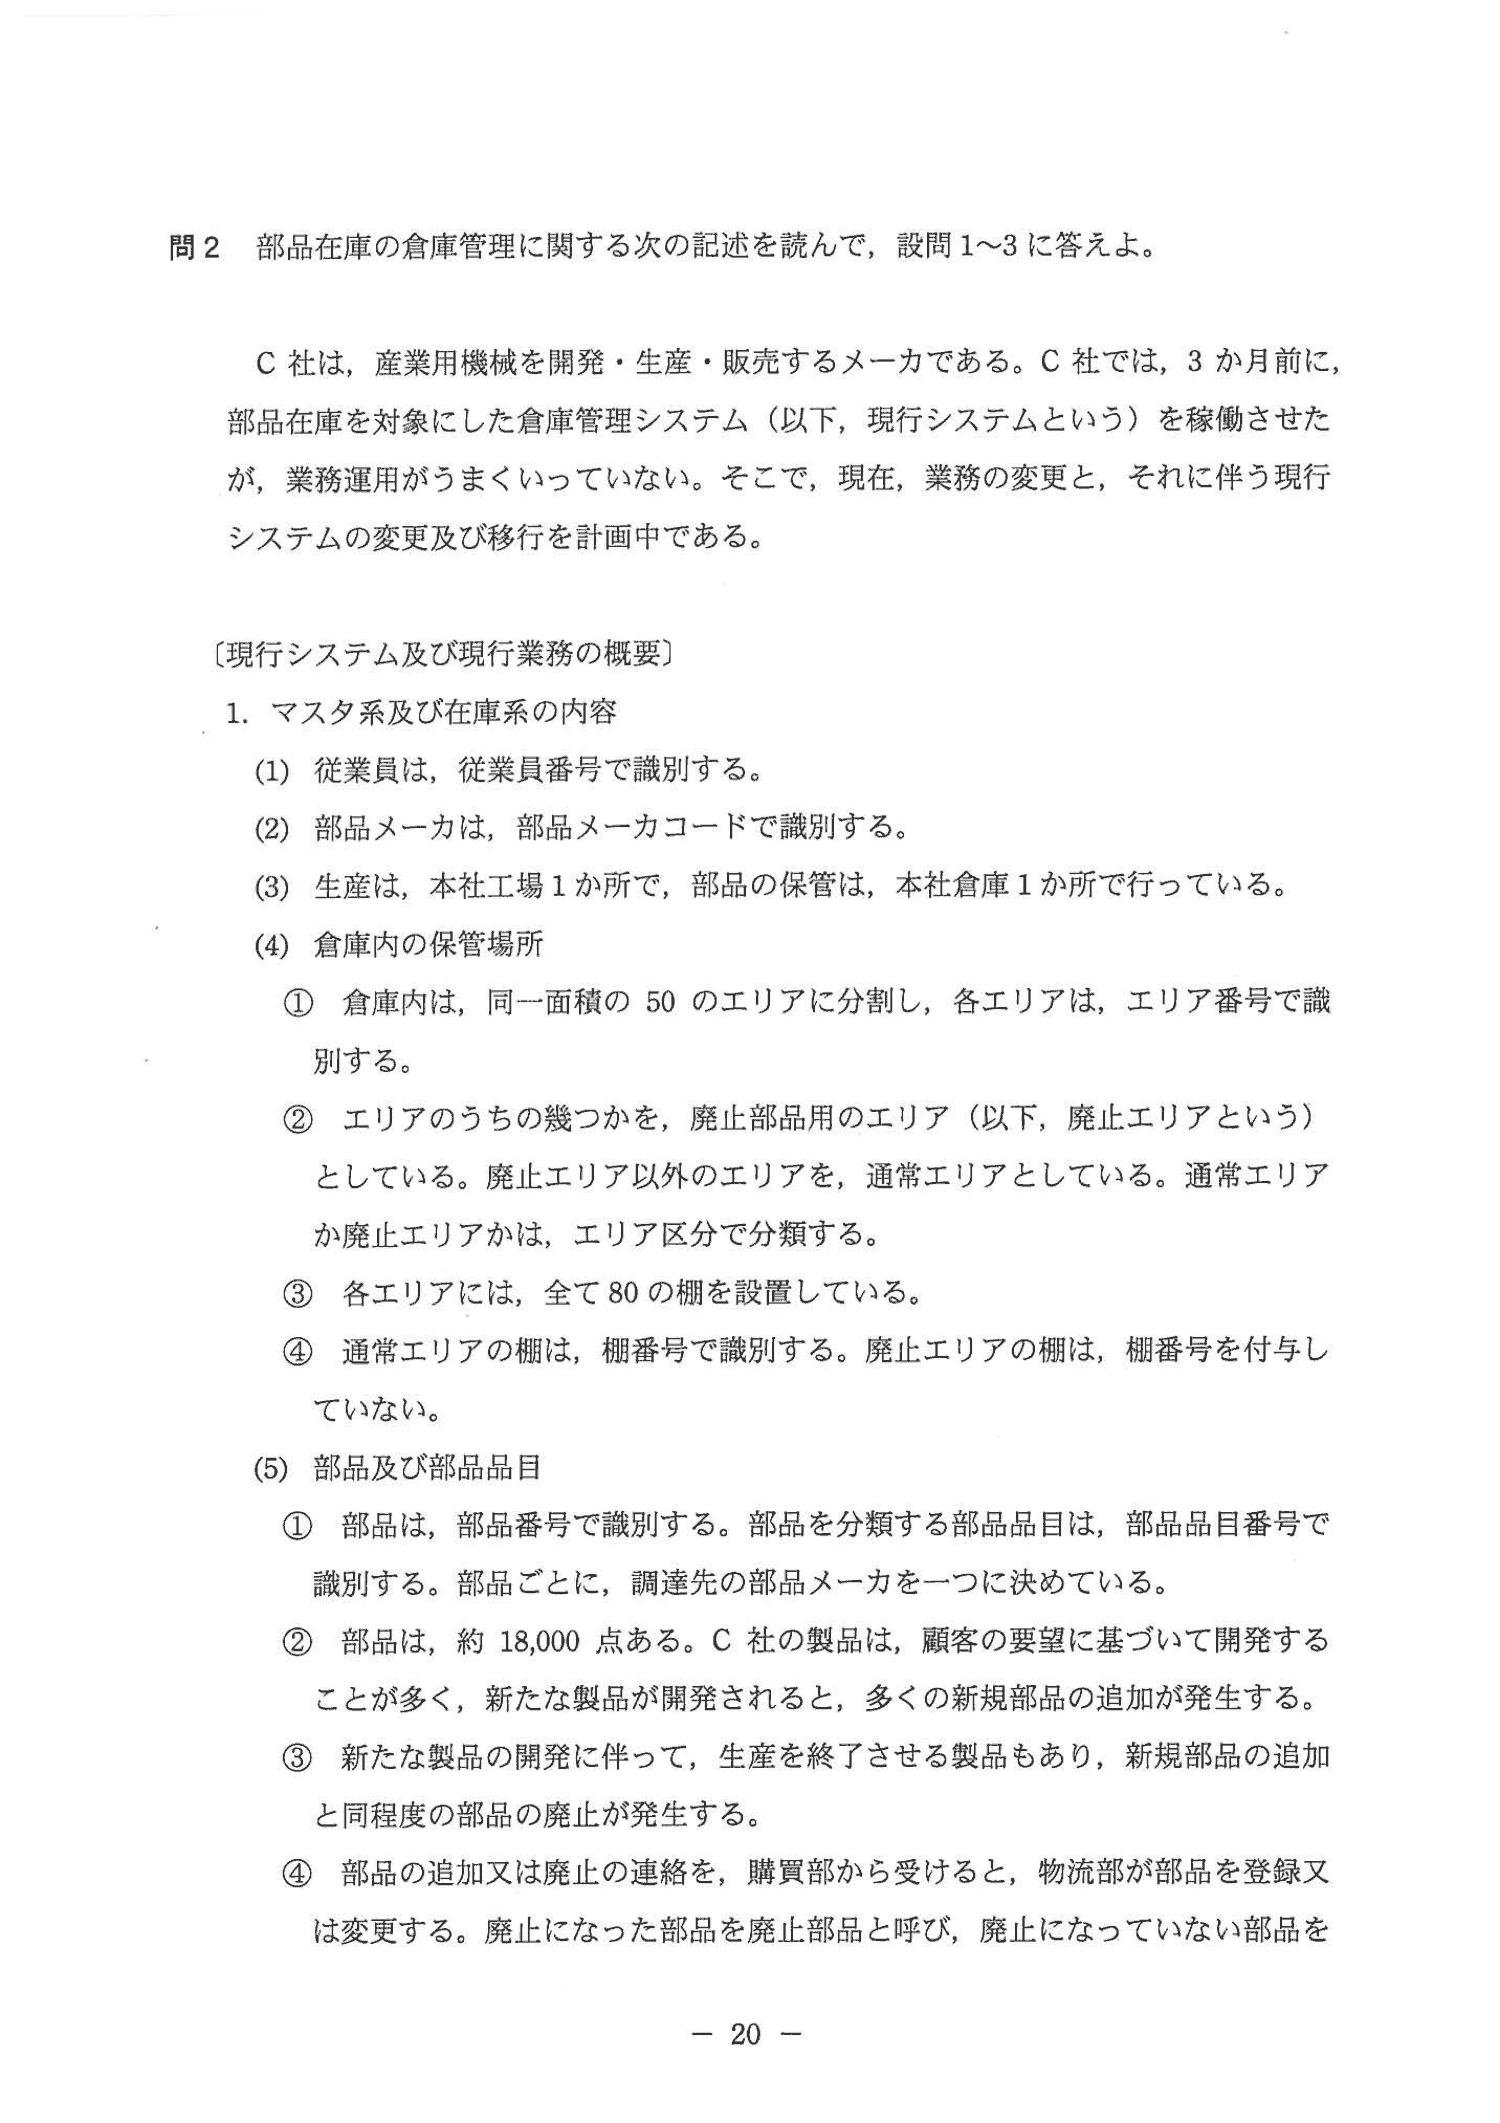 問2　部品在庫の倉庫管理に関する次の記述を読んで，設問1～3に答えよ。
C 社は，産業用機械を開発・生産・販売するメーカである。C 社では，3 か月前に，
部品在庫を対象にした倉庫管理システム（以下，現行システムという）を稼働させた
が，業務運用がうまくいっていない。そこで，現在，業務の変更と，それに伴う現行
システムの変更及び移行を計画中である。
〔現行システム及び現行業務の概要〕
1. マスタ系及び在庫系の内容
(1) 従業員は，従業員番号で識別する。
(2) 部品メーカは，部品メーカコードで識別する。
(3) 生産は，本社工場1か所で，部品の保管は，本社倉庫1か所で行っている。
(4) 倉庫内の保管場所
① 倉庫内は，同一面積の 50 のエリアに分割し，各エリアは，エリア番号で識
別する。
② エリアのうちの幾つかを，廃止部品用のエリア（以下，廃止エリアという）
としている。廃止エリア以外のエリアを，通常エリアとしている。通常エリア
か廃止エリアかは，エリア区分で分類する。
③ 各エリアには，全て80の棚を設置している。
④ 通常エリアの棚は，棚番号で識別する。廃止エリアの棚は，棚番号を付与し
ていない。
(5) 部品及び部品品目
① 部品は，部品番号で識別する。部品を分類する部品品目は，部品品目番号で
識別する。部品ごとに，調達先の部品メーカを一つに決めている。
② 部品は，約 18,000 点ある。C 社の製品は，顧客の要望に基づいて開発する
ことが多く，新たな製品が開発されると，多くの新規部品の追加が発生する。
③ 新たな製品の開発に伴って，生産を終了させる製品もあり，新規部品の追加
と同程度の部品の廃止が発生する。
④ 部品の追加又は廃止の連絡を，購買部から受けると，物流部が部品を登録又
は変更する。廃止になった部品を廃止部品と呼び，廃止になっていない部品を
－ 20 －